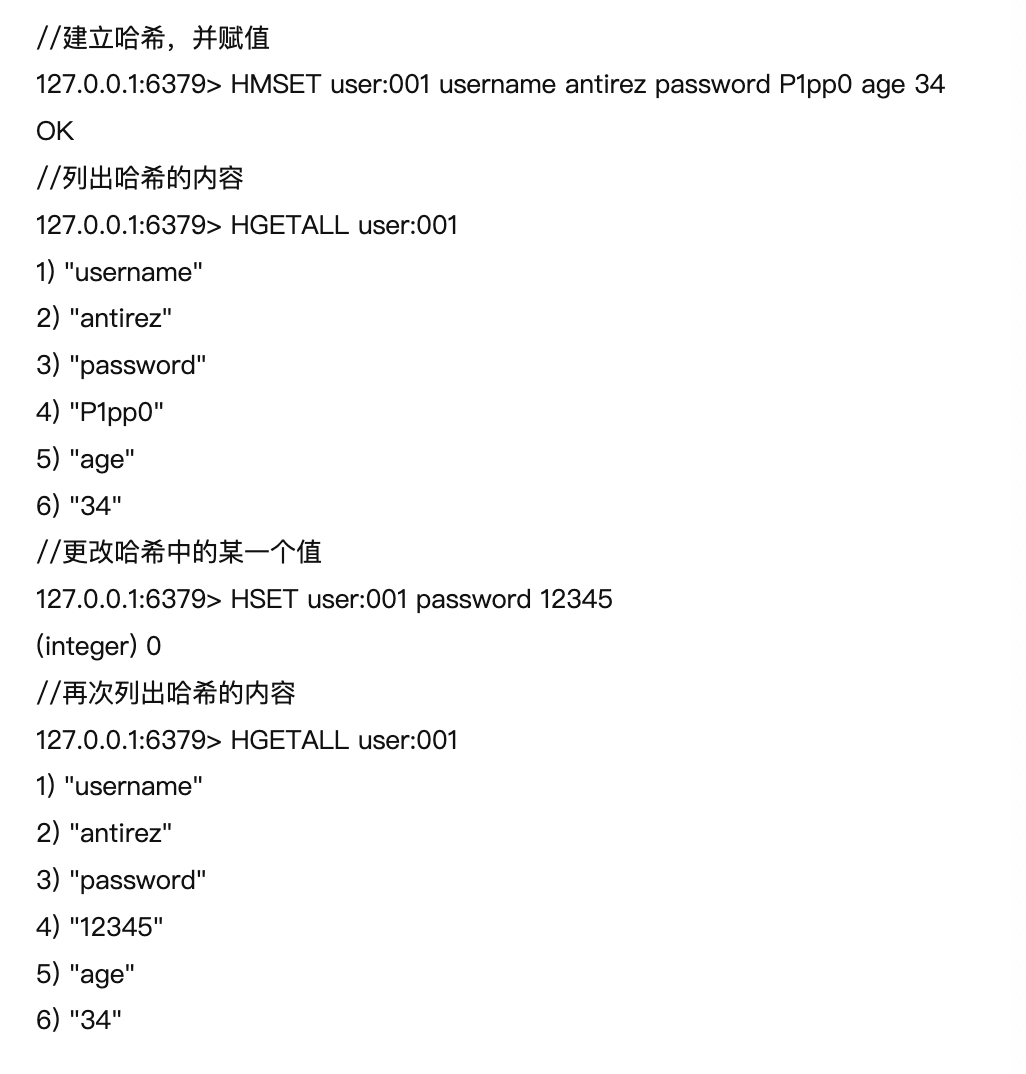 //建立哈希，并赋值
127.0.0.1:6379> HMSET user:001 username antirez password P1pp0 age 34
OK
//列出哈希的内容
127.0.0.1:6379> HGETALL user:001
1) "username"
2) "antirez"
3) "password"
4) "P1pp0"
5) "age"
6) "34"
//更改哈希中的某一个值
127.0.0.1:6379> HSET user:001 password 12345
(integer) 0
//再次列出哈希的内容
127.0.0.1:6379> HGETALL user:001
1) "username"
2) "antirez"
3) "password"
4) "12345"
5) "age"
6) "34"